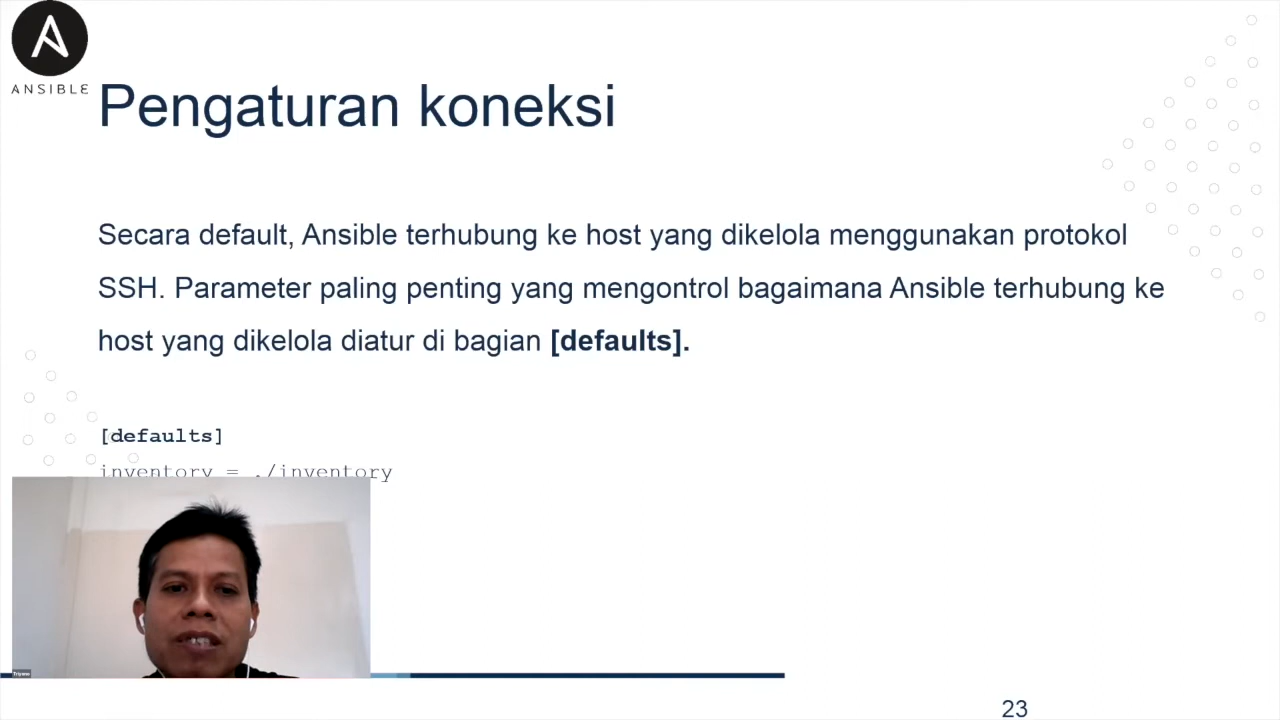 ANSIBLE
Pengaturan koneksi
Secara default, Ansible terhubung ke host yang dikelola menggunakan protokol
SSH. Parameter paling penting yang mengontrol bagaimana Ansible terhubung ke
host yang dikelola diatur di bagian [defaults].
[defaults]
inventory = ./inventory
Triyono
23